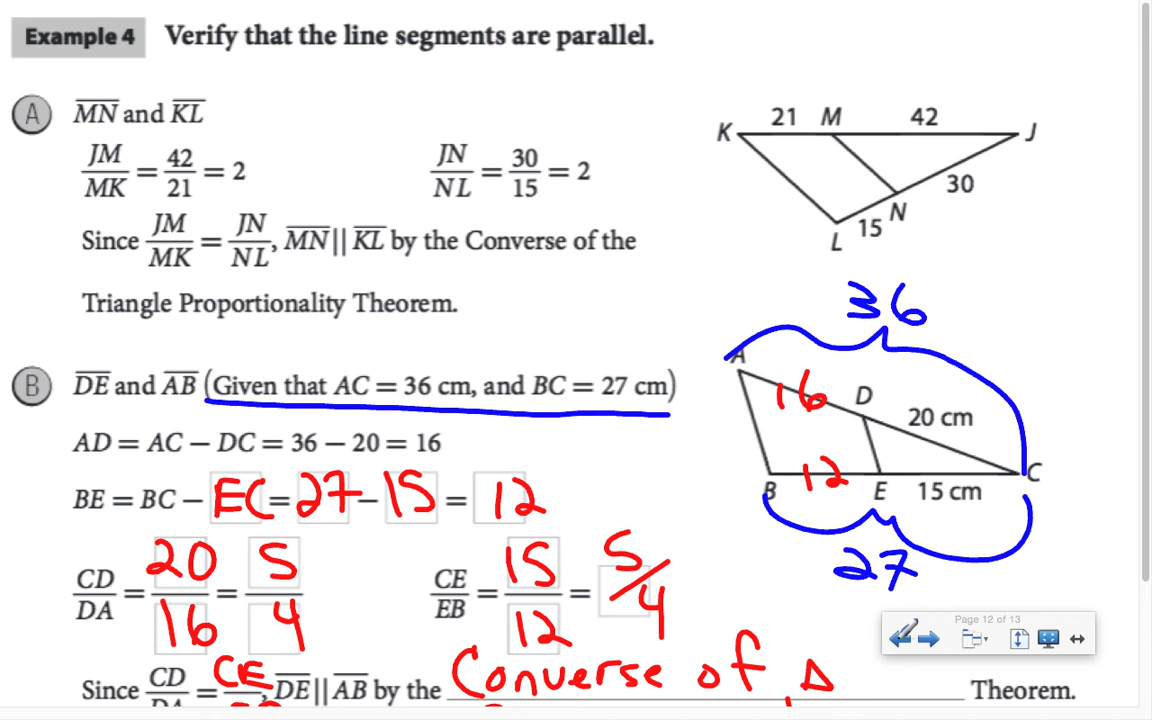 Example 4 Verify that the line segments are parallel.
A MN and KL
JM/MK = 42/21 = 2 JN/NL = 30/15 = 2
Since JM/MK = JN/NL, MN || KL by the Converse of the
Triangle Proportionality Theorem.
K 21 M 42 J
30
N
15
L
36
B DE and AB (Given that AC = 36 cm, and BC = 27 cm)
AD = AC − DC = 36 − 20 = 16
BE = BC − EC = 27 − 15 = 12
CD/DA = 20/16 = 5/4 CE/EB = 15/12 = 5/4
Since CD/DA = CE/, DE || AB by the Converse of Δ Theorem.
A
16 D 20 cm
12 C
B E 15 cm
27
Page 12 of 13